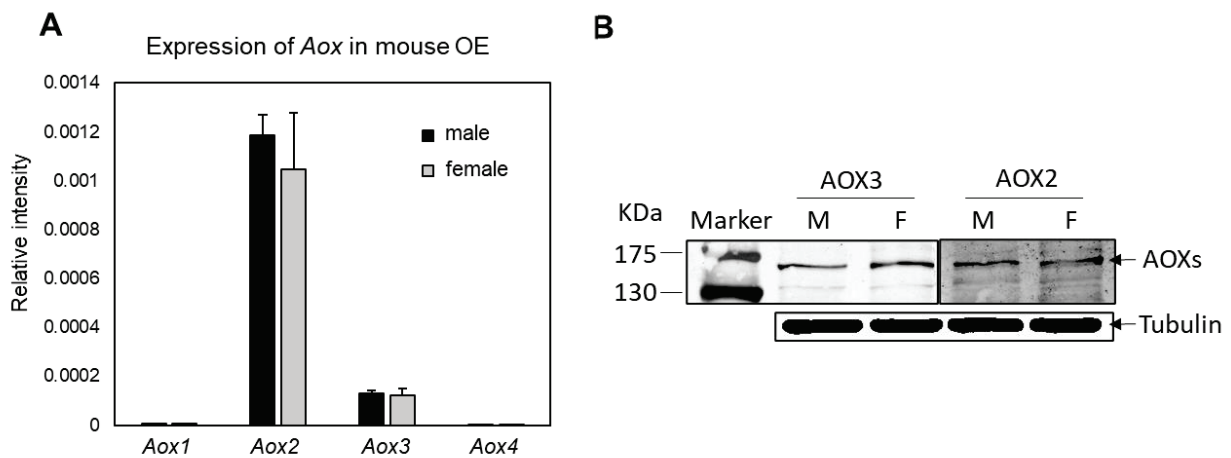 A
Expression of Aox in mouse OE
Relative intensity
0.0014
0.0012
0.001
0.0008
0.0006
0.0004
0.0002
0
male
female
Aox1 Aox2 Aox3 Aox4
B
AOX3 AOX2
KDa Marker M F M F
175
AOXs
130
Tubulin